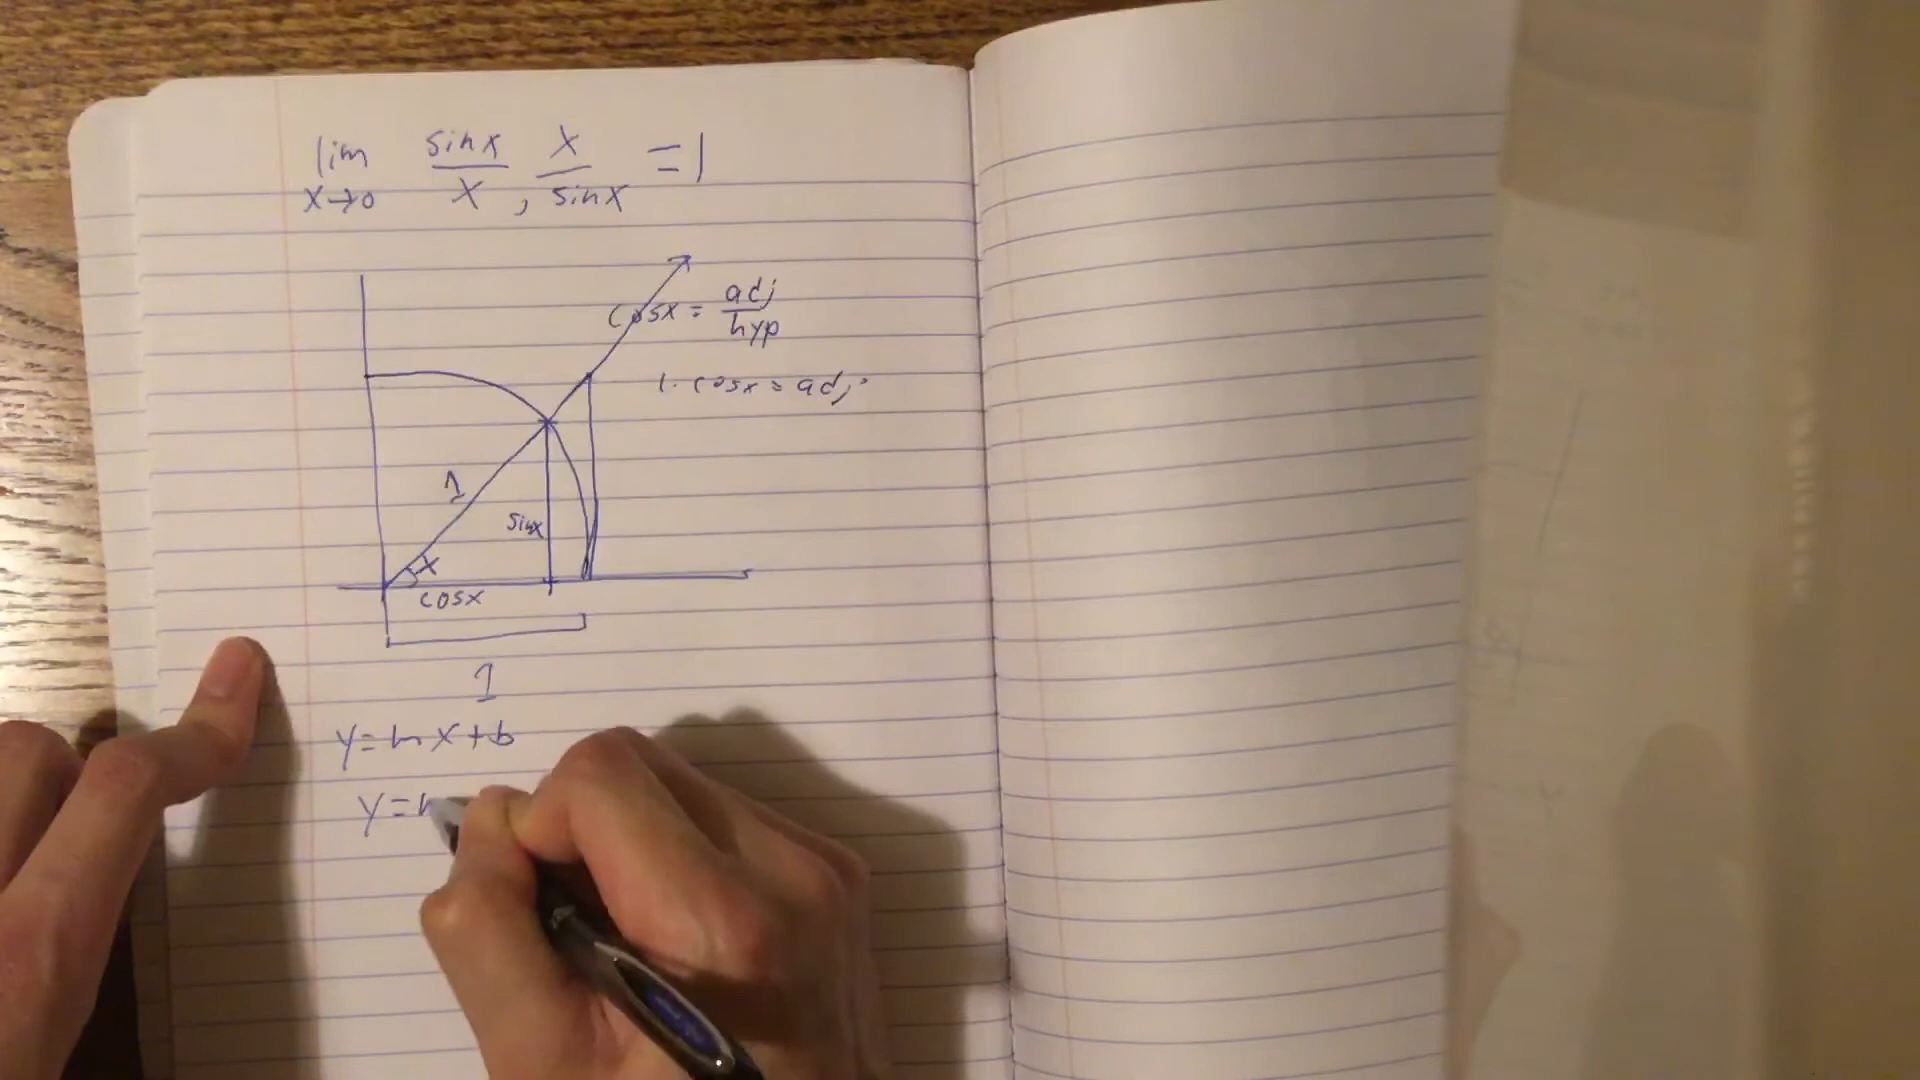 lim sinx/x , x/sinx = 1
x→0
cosx = adj/hyp
1. cosx = adj
1
sinx
x
cosx
1
y=mx+b
y=